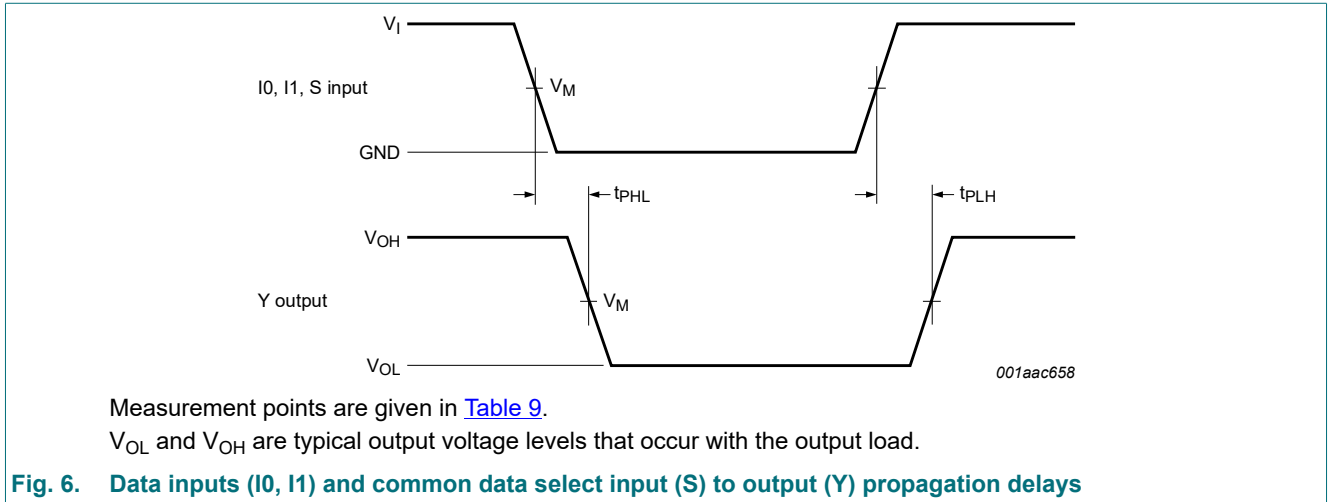 VI
I0, I1, S input
VM
GND
tPHL
tPLH
VOH
Y output
VM
VOL
001aac658
Measurement points are given in Table 9.
VOL and VOH are typical output voltage levels that occur with the output load.
Fig. 6. Data inputs (I0, I1) and common data select input (S) to output (Y) propagation delays